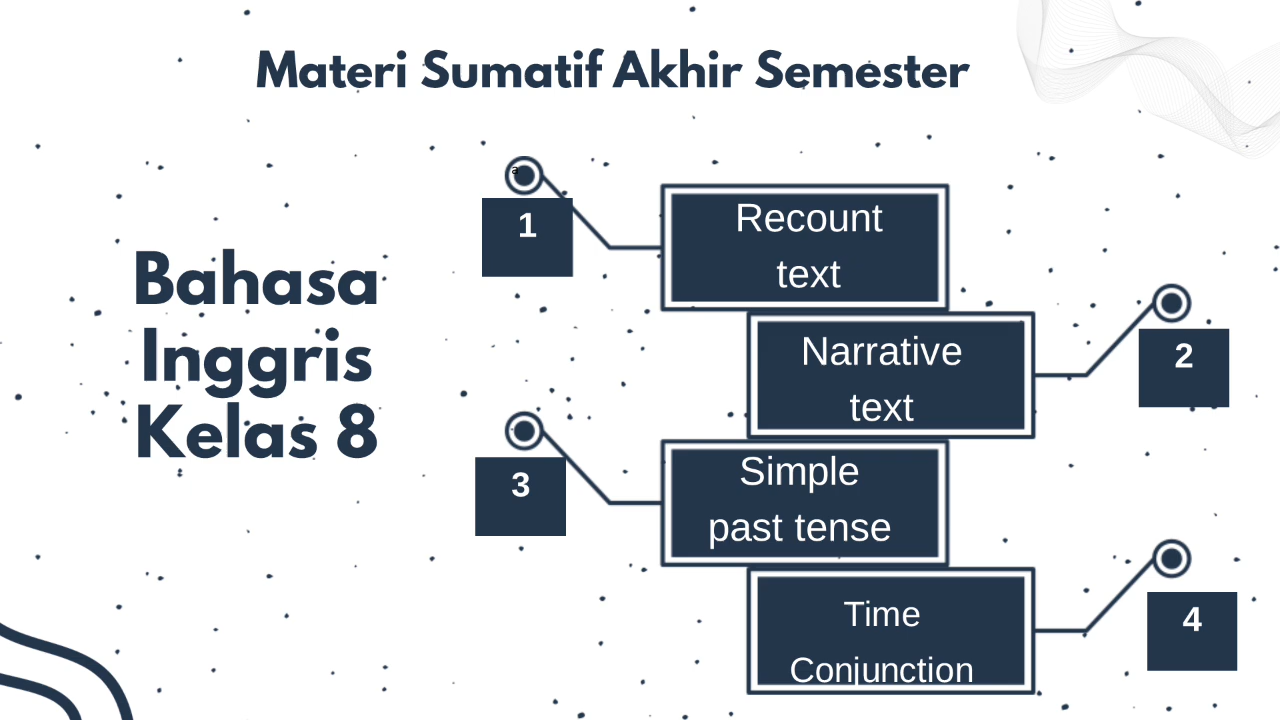 Materi Sumatif Akhir Semester
Bahasa
Inggris
Kelas 8
a
1
Recount
text
2
Narrative
text
3
Simple
past tense
4
Time
Conjunction